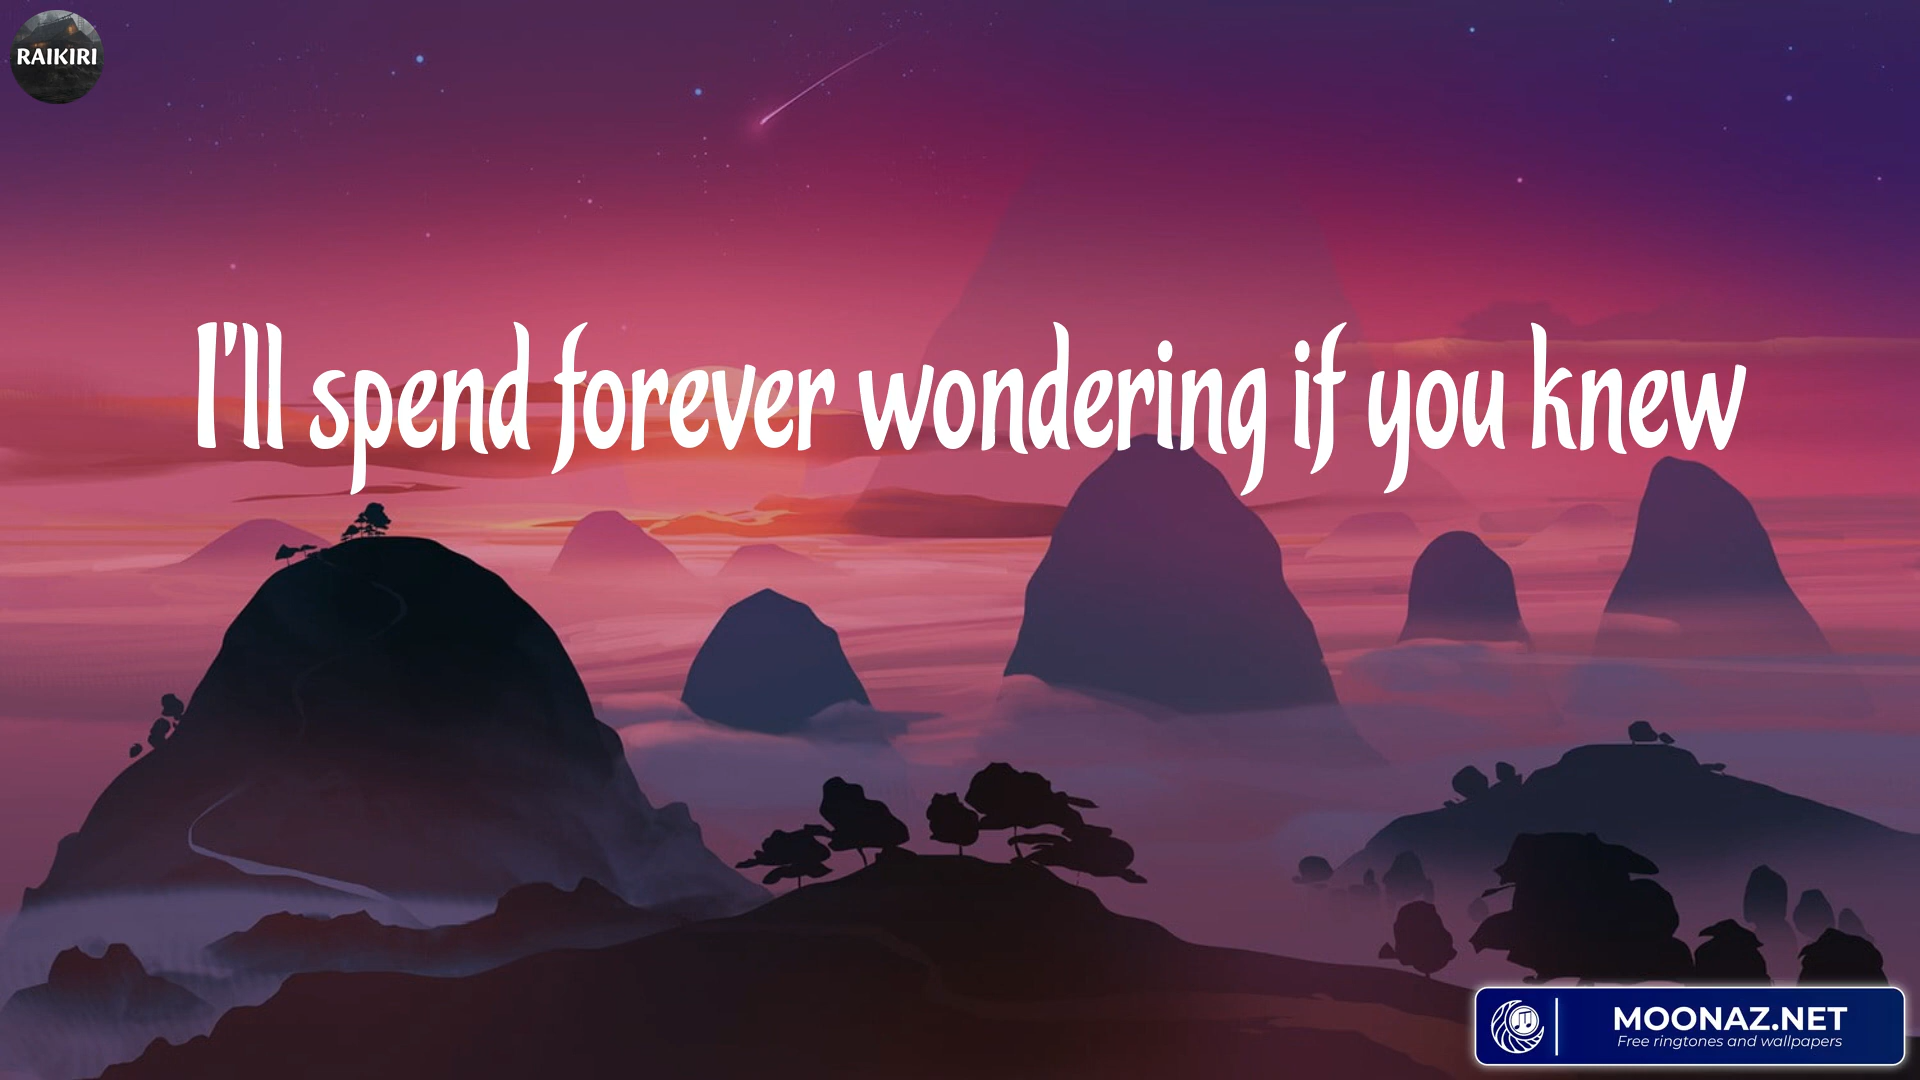 RAIKIRI
I'll spend forever wondering if you knew
MOONAZ.NET
Free ringtones and wallpapers